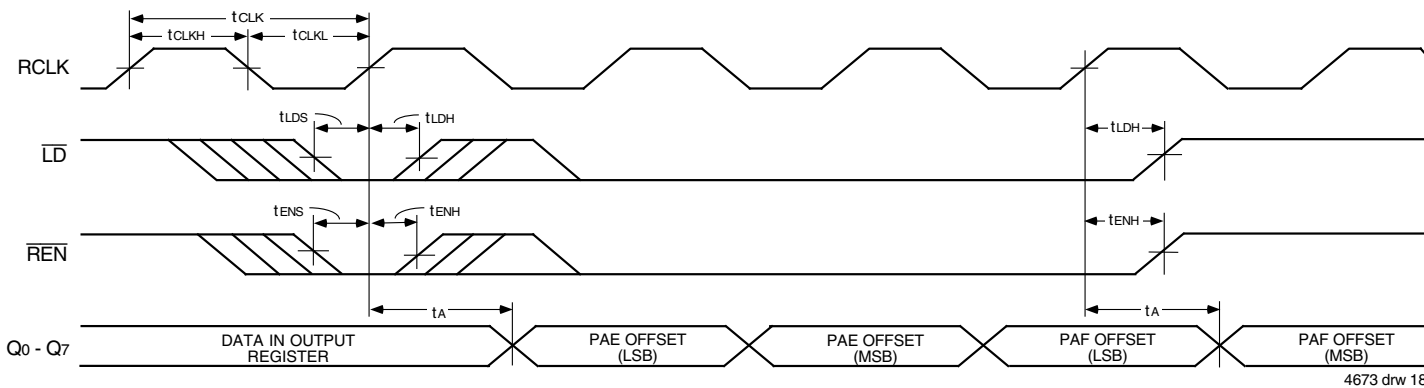 tCLK
tCLKH
tCLKL
RCLK
tLDS
tLDH
tLDH
LD
tENS
tENH
tENH
REN
tA
tA
Q0 - Q7
DATA IN OUTPUT
REGISTER
PAE OFFSET
(LSB)
PAE OFFSET
(MSB)
PAF OFFSET
(LSB)
PAF OFFSET
(MSB)
4673 drw 18